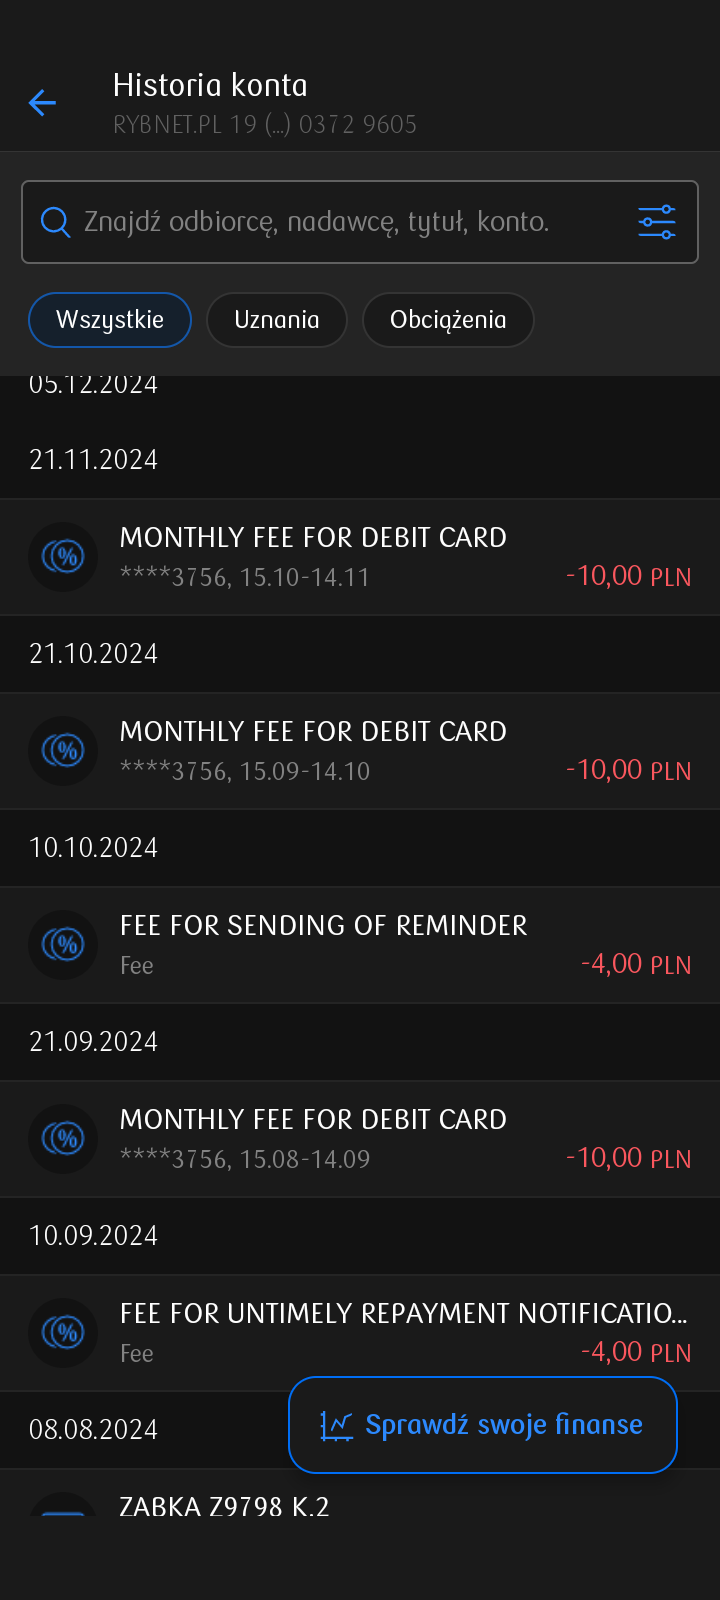 Historia konta
RYBNET.PL 19 (...) 0372 9605
Znajdź odbiorcę, nadawcę, tytuł, konto.
Wszystkie
Uznania
Obciążenia
05.12.2024
21.11.2024
MONTHLY FEE FOR DEBIT CARD
****3756, 15.10-14.11
-10,00 PLN
21.10.2024
MONTHLY FEE FOR DEBIT CARD
****3756, 15.09-14.10
-10,00 PLN
10.10.2024
FEE FOR SENDING OF REMINDER
Fee
-4,00 PLN
21.09.2024
MONTHLY FEE FOR DEBIT CARD
****3756, 15.08-14.09
-10,00 PLN
10.09.2024
FEE FOR UNTIMELY REPAYMENT NOTIFICATIO...
Fee
-4,00 PLN
08.08.2024
Sprawdź swoje finanse
ZABKA Z9798 K.2